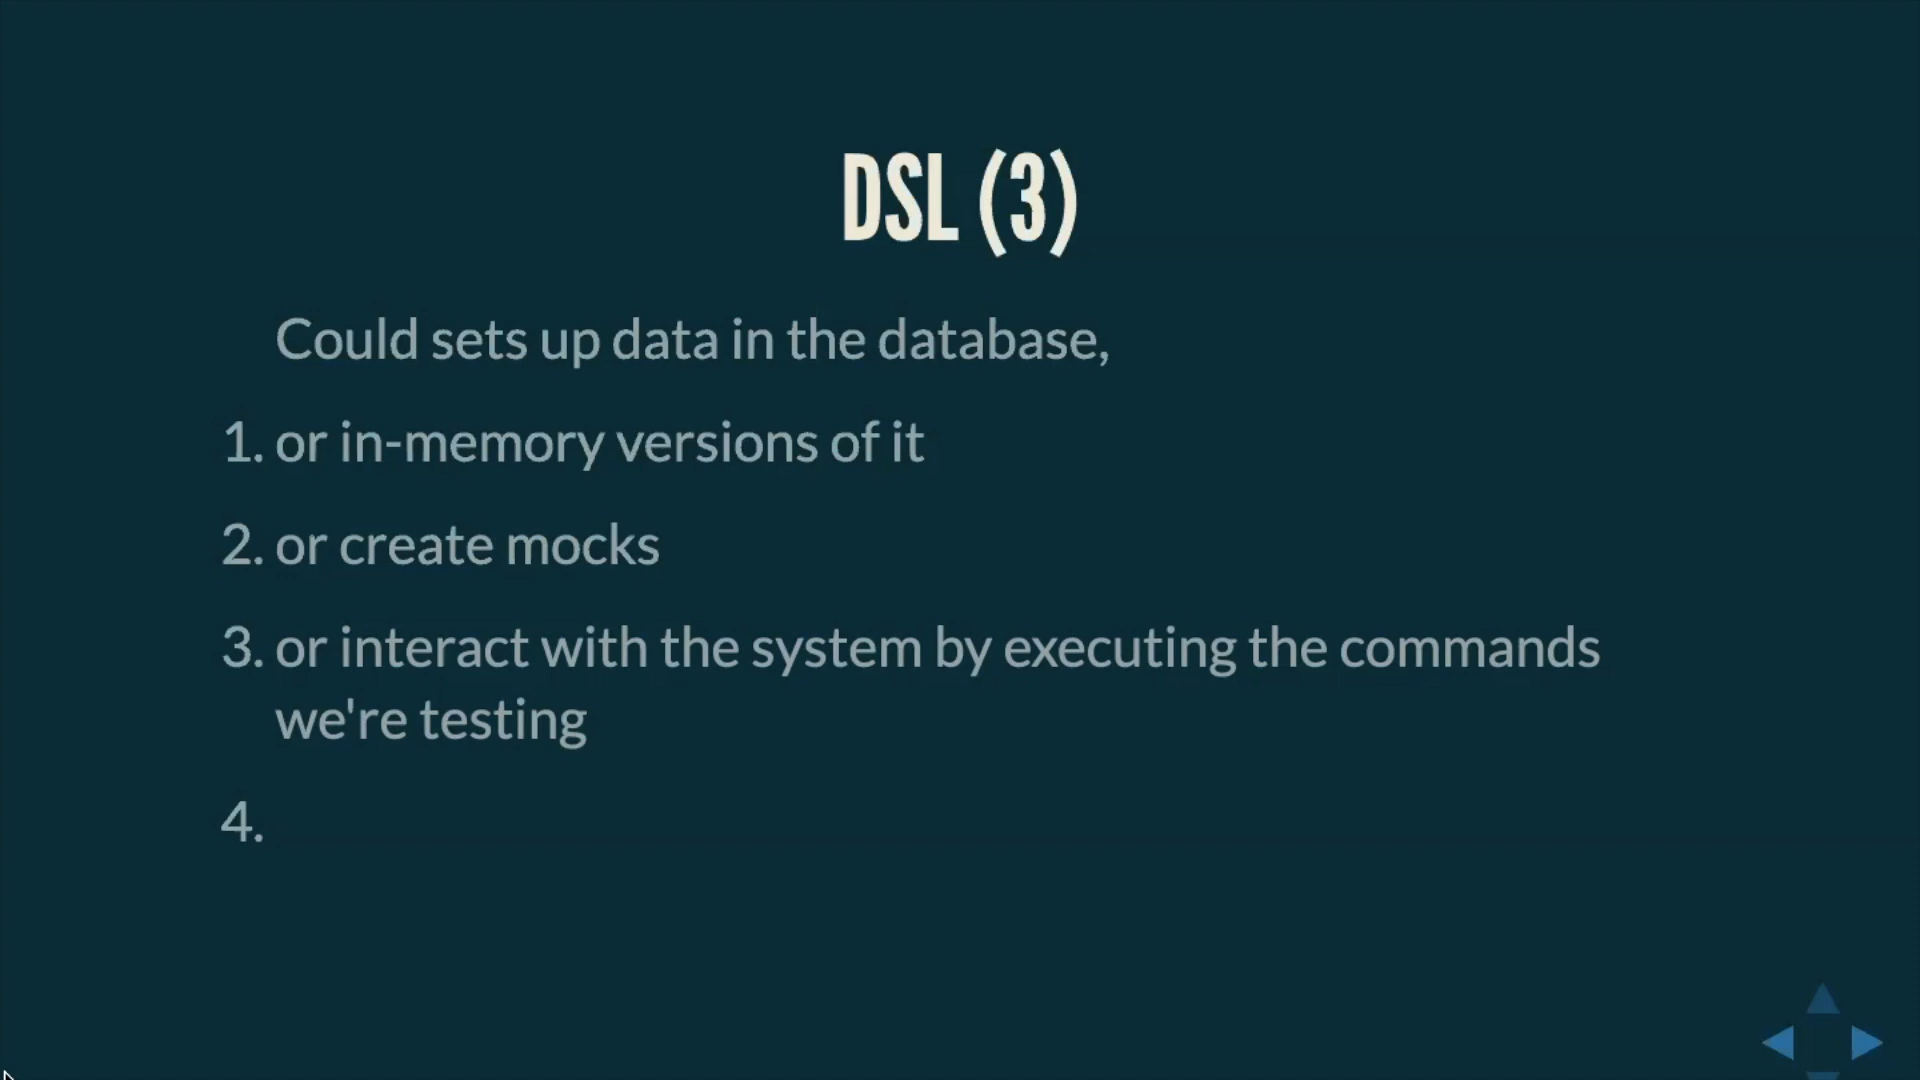 DSL (3)
Could sets up data in the database,
1. or in-memory versions of it
2. or create mocks
3. or interact with the system by executing the commands
we're testing
4.